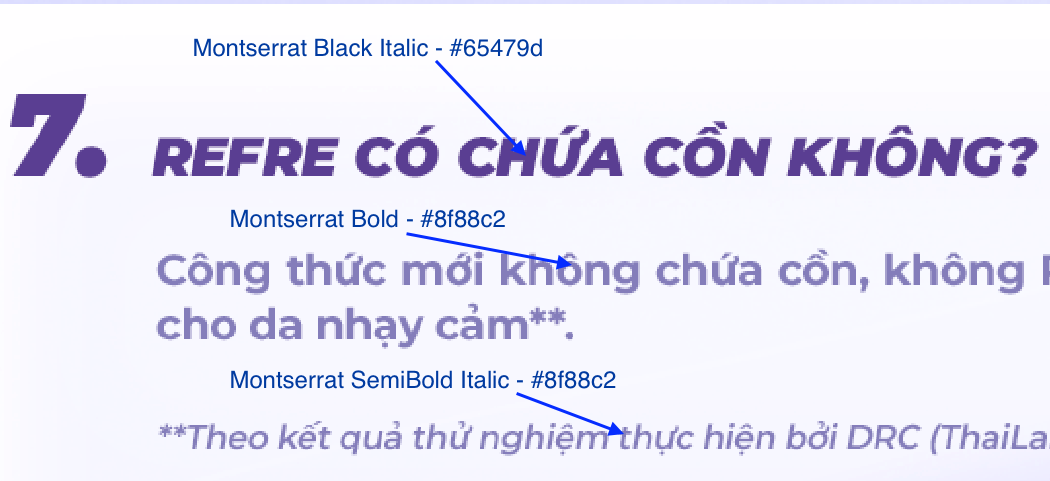 Montserrat Black Italic - #65479d
7. REFRE CÓ CHỨA CỒN KHÔNG?
Montserrat Bold - #8f88c2
Công thức mới không chứa cồn, không
cho da nhạy cảm**.
Montserrat SemiBold Italic - #8f88c2
**Theo kết quả thử nghiệm thực hiện bởi DRC (ThaiLa